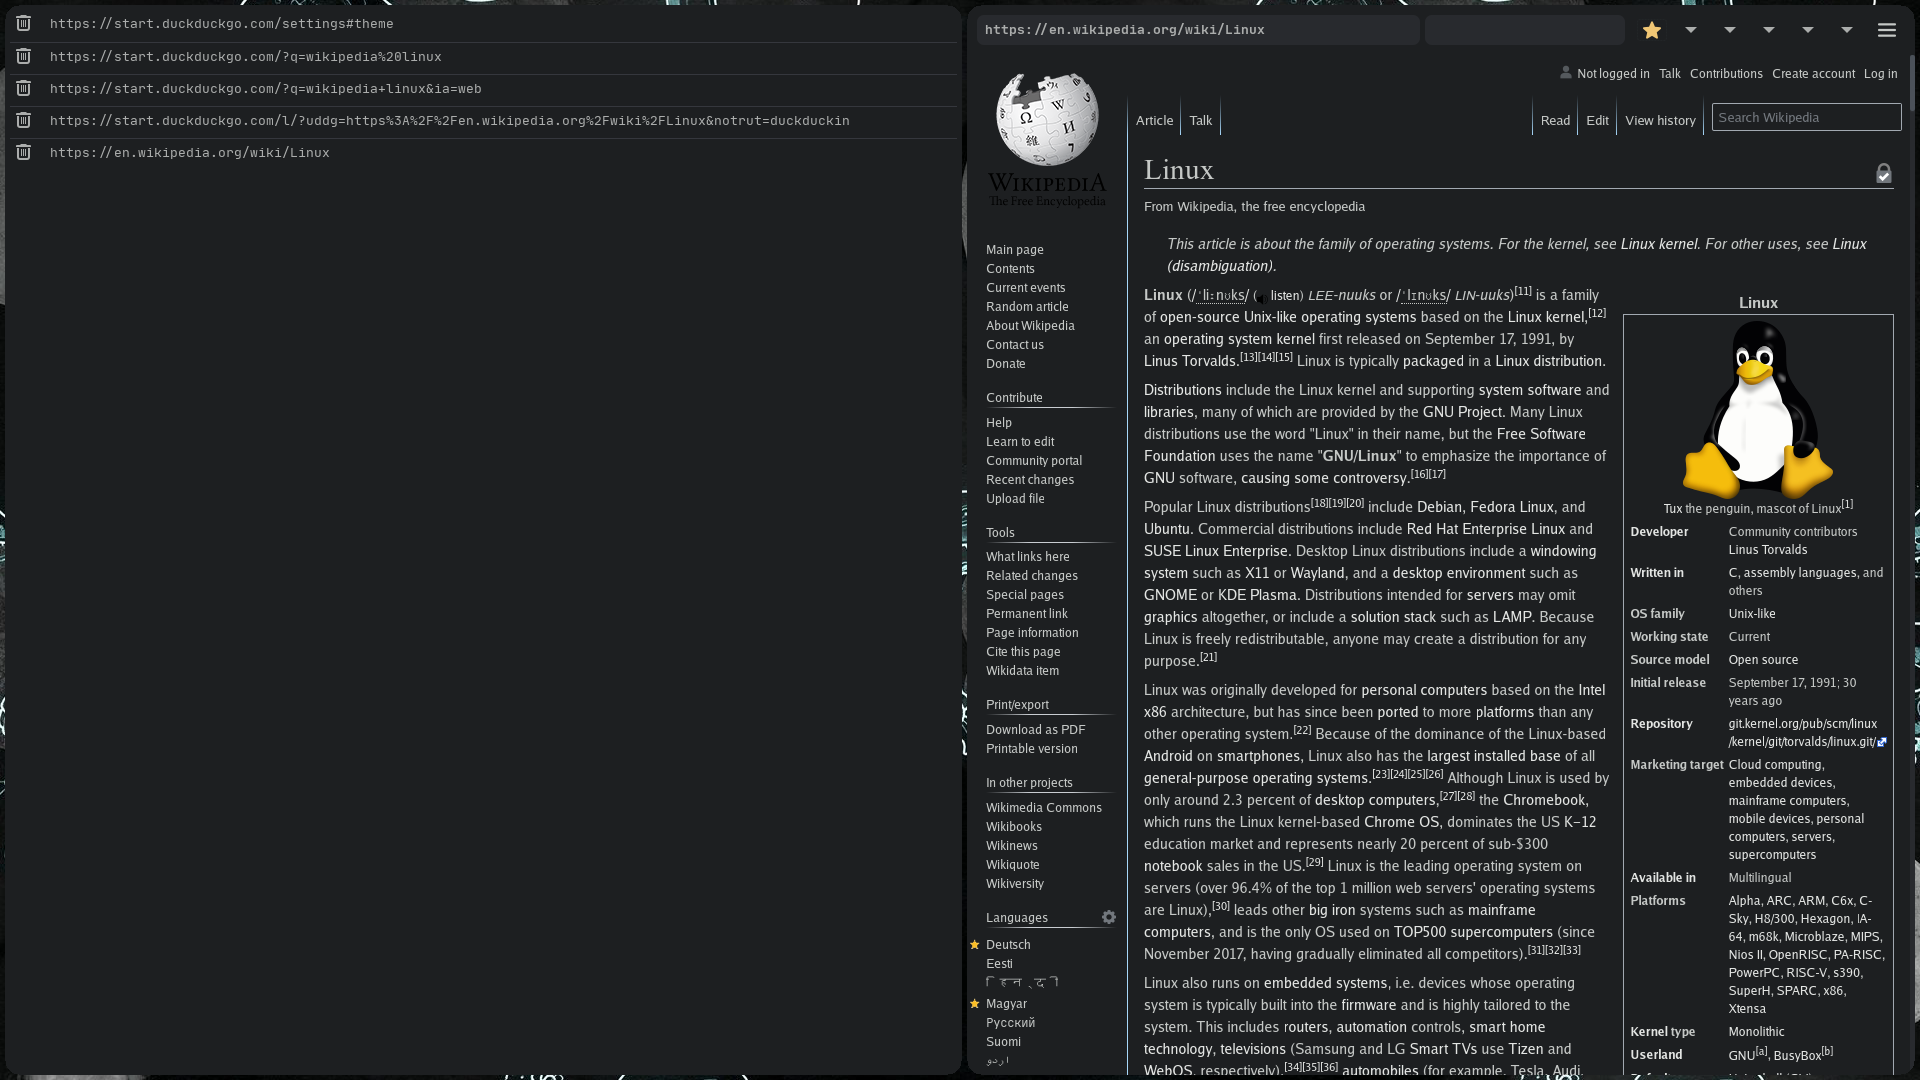 https://start.duckduckgo.com/settings#theme
https://start.duckduckgo.com/?q=wikipedia%20linux
https://start.duckduckgo.com/?q=wikipedia+linux&ia=web
https://start.duckduckgo.com/l/?uddg=https%3A%2F%2Fen.wikipedia.org%2Fwiki%2FLinux&notrut=duckduckin
https://en.wikipedia.org/wiki/Linux
https://en.wikipedia.org/wiki/Linux
Not logged in Talk Contributions Create account Log in
Article Talk
Read Edit View history Search Wikipedia
WIKIPEDIA
The Free Encyclopedia
Main page
Contents
Current events
Random article
About Wikipedia
Contact us
Donate
Contribute
Help
Learn to edit
Community portal
Recent changes
Upload file
Tools
What links here
Related changes
Special pages
Permanent link
Page information
Cite this page
Wikidata item
Print/export
Download as PDF
Printable version
In other projects
Wikimedia Commons
Wikibooks
Wikinews
Wikiquote
Wikiversity
Languages
Deutsch
Eesti
हिन्दी
Magyar
Русский
Suomi
اردو
Linux
From Wikipedia, the free encyclopedia
This article is about the family of operating systems. For the kernel, see Linux kernel. For other uses, see Linux
(disambiguation).
Linux (/ˈliːnʊks/ (listen) LEE-nuuks or /ˈlɪnʊks/ LIN-uuks)[11] is a family
of open-source Unix-like operating systems based on the Linux kernel,[12]
an operating system kernel first released on September 17, 1991, by
Linus Torvalds.[13][14][15] Linux is typically packaged in a Linux distribution.
Distributions include the Linux kernel and supporting system software and
libraries, many of which are provided by the GNU Project. Many Linux
distributions use the word "Linux" in their name, but the Free Software
Foundation uses the name "GNU/Linux" to emphasize the importance of
GNU software, causing some controversy.[16][17]
Popular Linux distributions[18][19][20] include Debian, Fedora Linux, and
Ubuntu. Commercial distributions include Red Hat Enterprise Linux and
SUSE Linux Enterprise. Desktop Linux distributions include a windowing
system such as X11 or Wayland, and a desktop environment such as
GNOME or KDE Plasma. Distributions intended for servers may omit
graphics altogether, or include a solution stack such as LAMP. Because
Linux is freely redistributable, anyone may create a distribution for any
purpose.[21]
Linux was originally developed for personal computers based on the Intel
x86 architecture, but has since been ported to more platforms than any
other operating system.[22] Because of the dominance of the Linux-based
Android on smartphones, Linux also has the largest installed base of all
general-purpose operating systems.[23][24][25][26] Although Linux is used by
only around 2.3 percent of desktop computers,[27][28] the Chromebook,
which runs the Linux kernel-based Chrome OS, dominates the US K–12
education market and represents nearly 20 percent of sub-$300
notebook sales in the US.[29] Linux is the leading operating system on
servers (over 96.4% of the top 1 million web servers' operating systems
are Linux),[30] leads other big iron systems such as mainframe
computers, and is the only OS used on TOP500 supercomputers (since
November 2017, having gradually eliminated all competitors).[31][32][33]
Linux also runs on embedded systems, i.e. devices whose operating
system is typically built into the firmware and is highly tailored to the
system. This includes routers, automation controls, smart home
technology, televisions (Samsung and LG Smart TVs use Tizen and
WebOS, respectively),[34][35][36] automobiles (for example, Tesla, Audi,
Linux
Tux the penguin, mascot of Linux[1]
Developer Community contributors
Linus Torvalds
Written in C, assembly languages, and
others
OS family Unix-like
Working state Current
Source model Open source
Initial release September 17, 1991; 30
years ago
Repository git.kernel.org/pub/scm/linux
/kernel/git/torvalds/linux.git/
Marketing target Cloud computing,
embedded devices,
mainframe computers,
mobile devices, personal
computers, servers,
supercomputers
Available in Multilingual
Platforms Alpha, ARC, ARM, C6x, C-
Sky, H8/300, Hexagon, IA-
64, m68k, Microblaze, MIPS,
Nios II, OpenRISC, PA-RISC,
PowerPC, RISC-V, s390,
SuperH, SPARC, x86,
Xtensa
Kernel type Monolithic
Userland GNU[a], BusyBox[b]